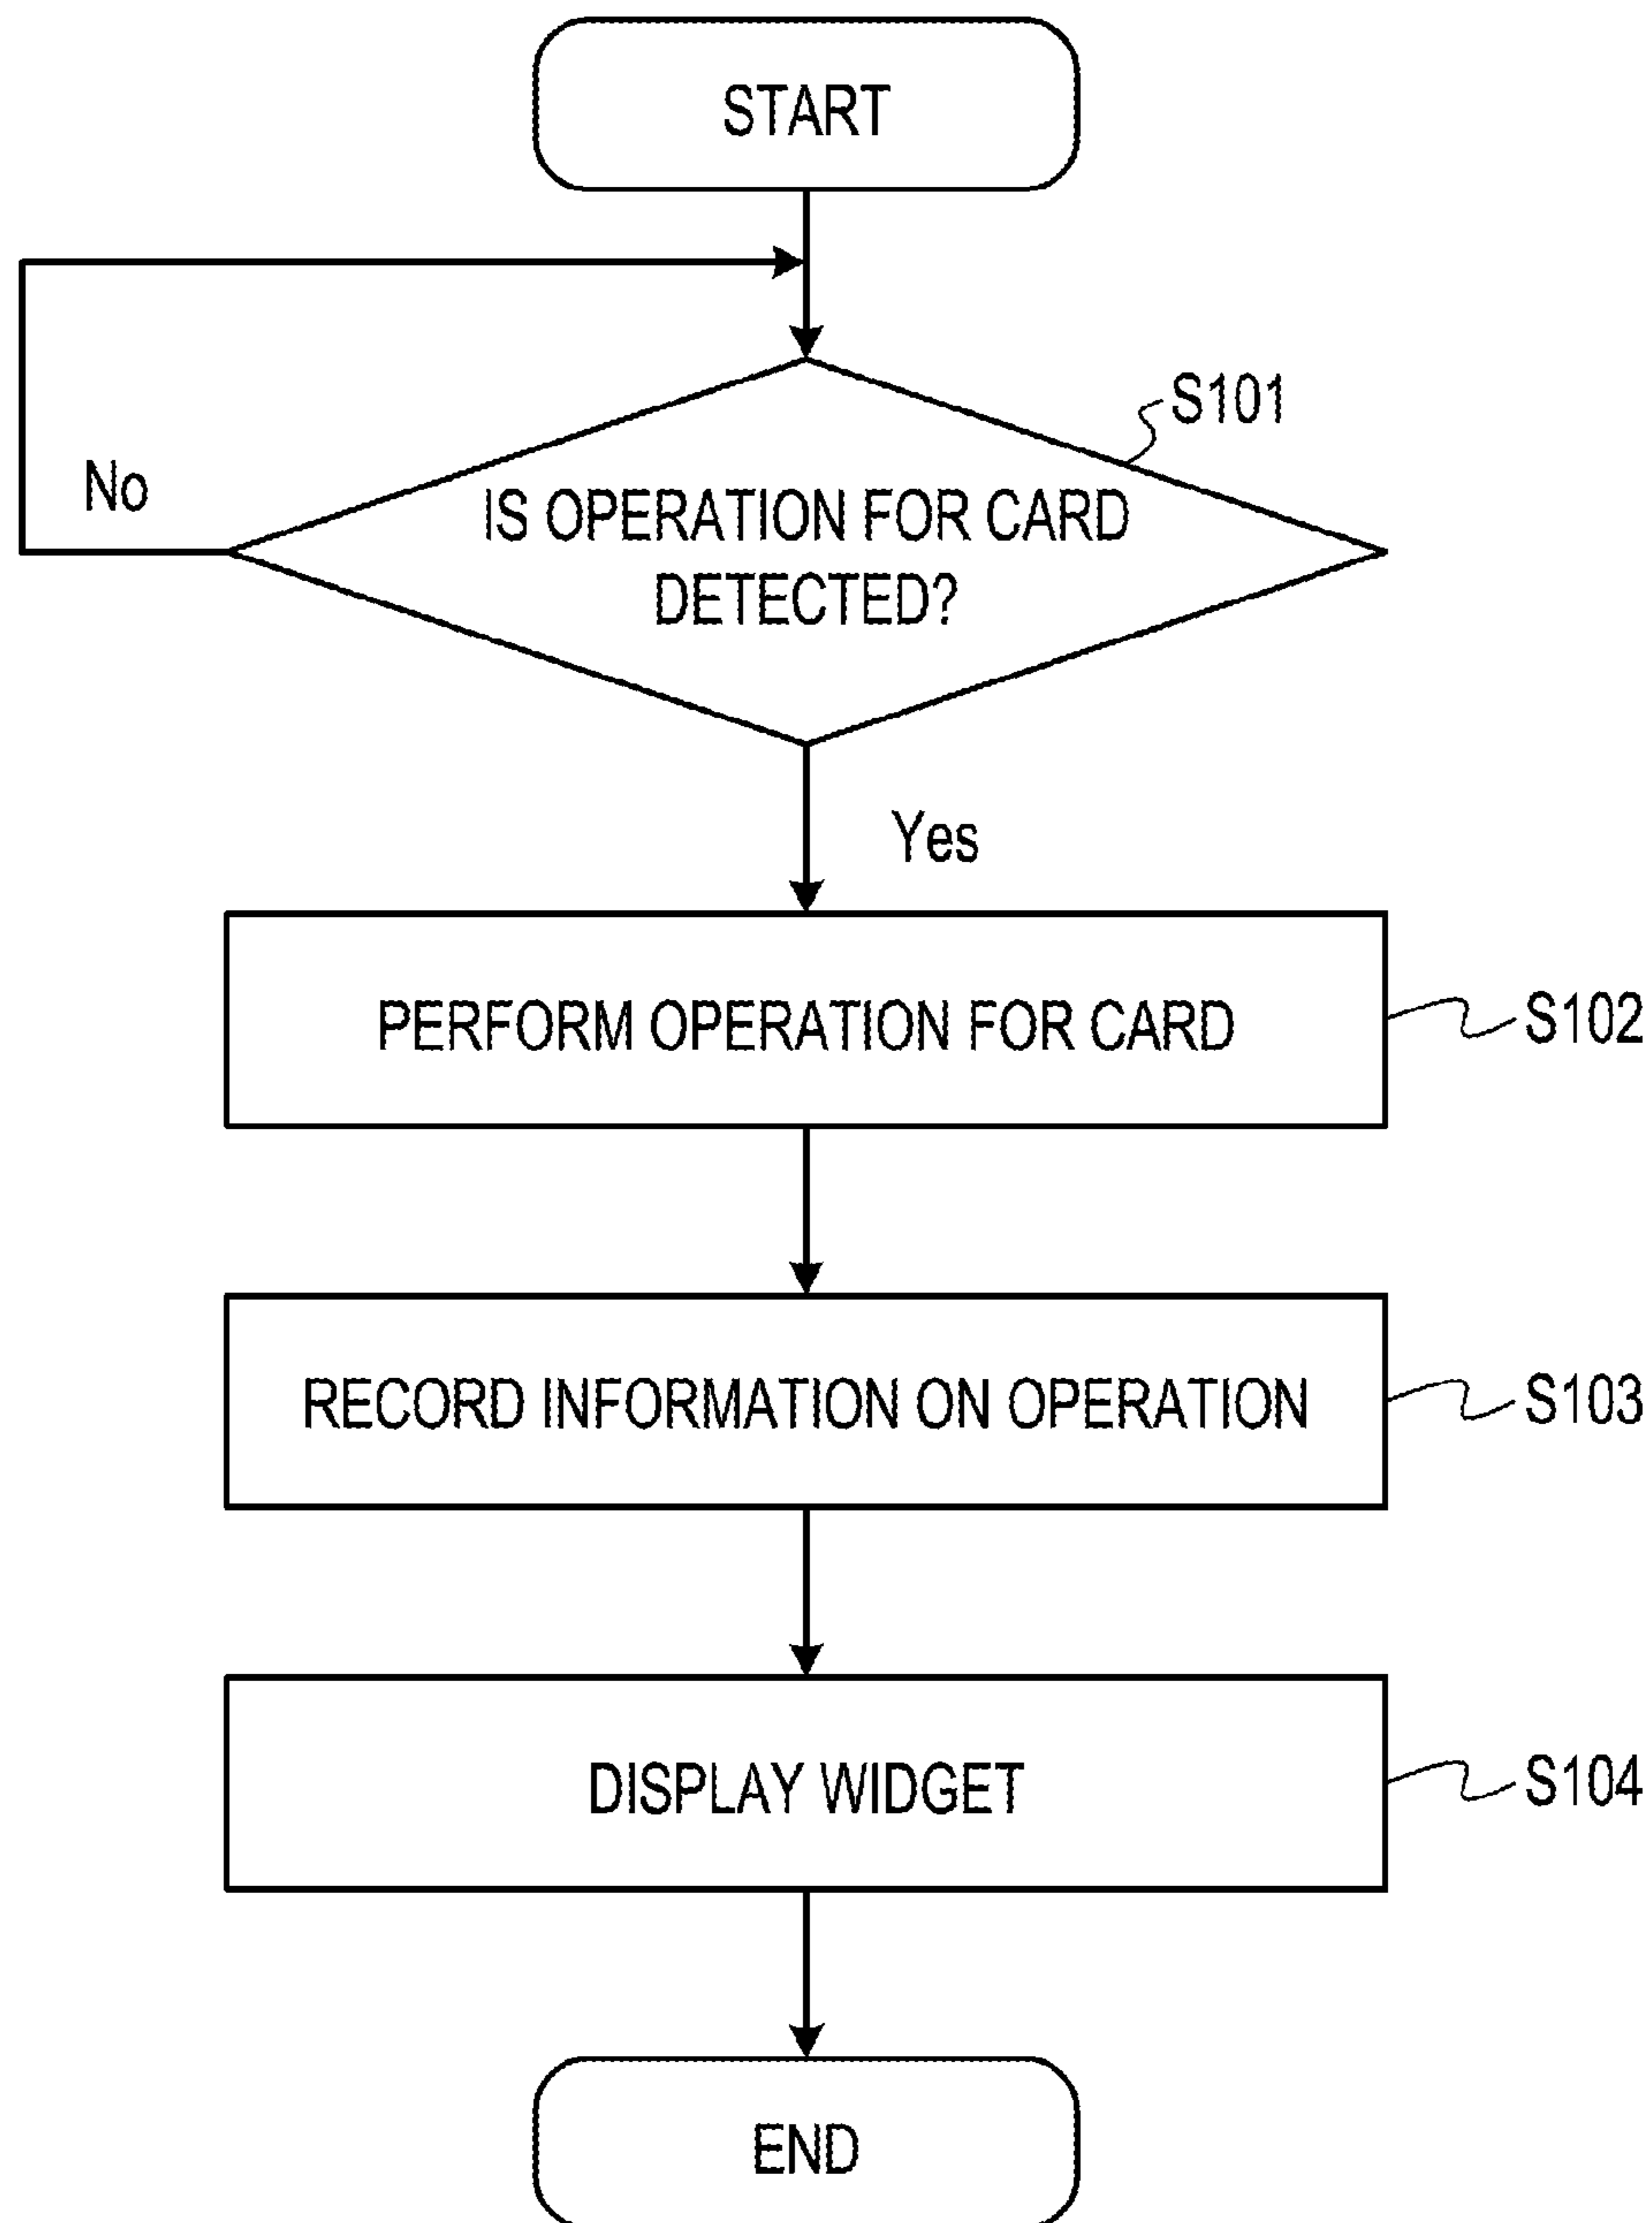 START
S101
No
IS OPERATION FOR CARD
DETECTED?
Yes
PERFORM OPERATION FOR CARD
S102
RECORD INFORMATION ON OPERATION
S103
DISPLAY WIDGET
S104
END